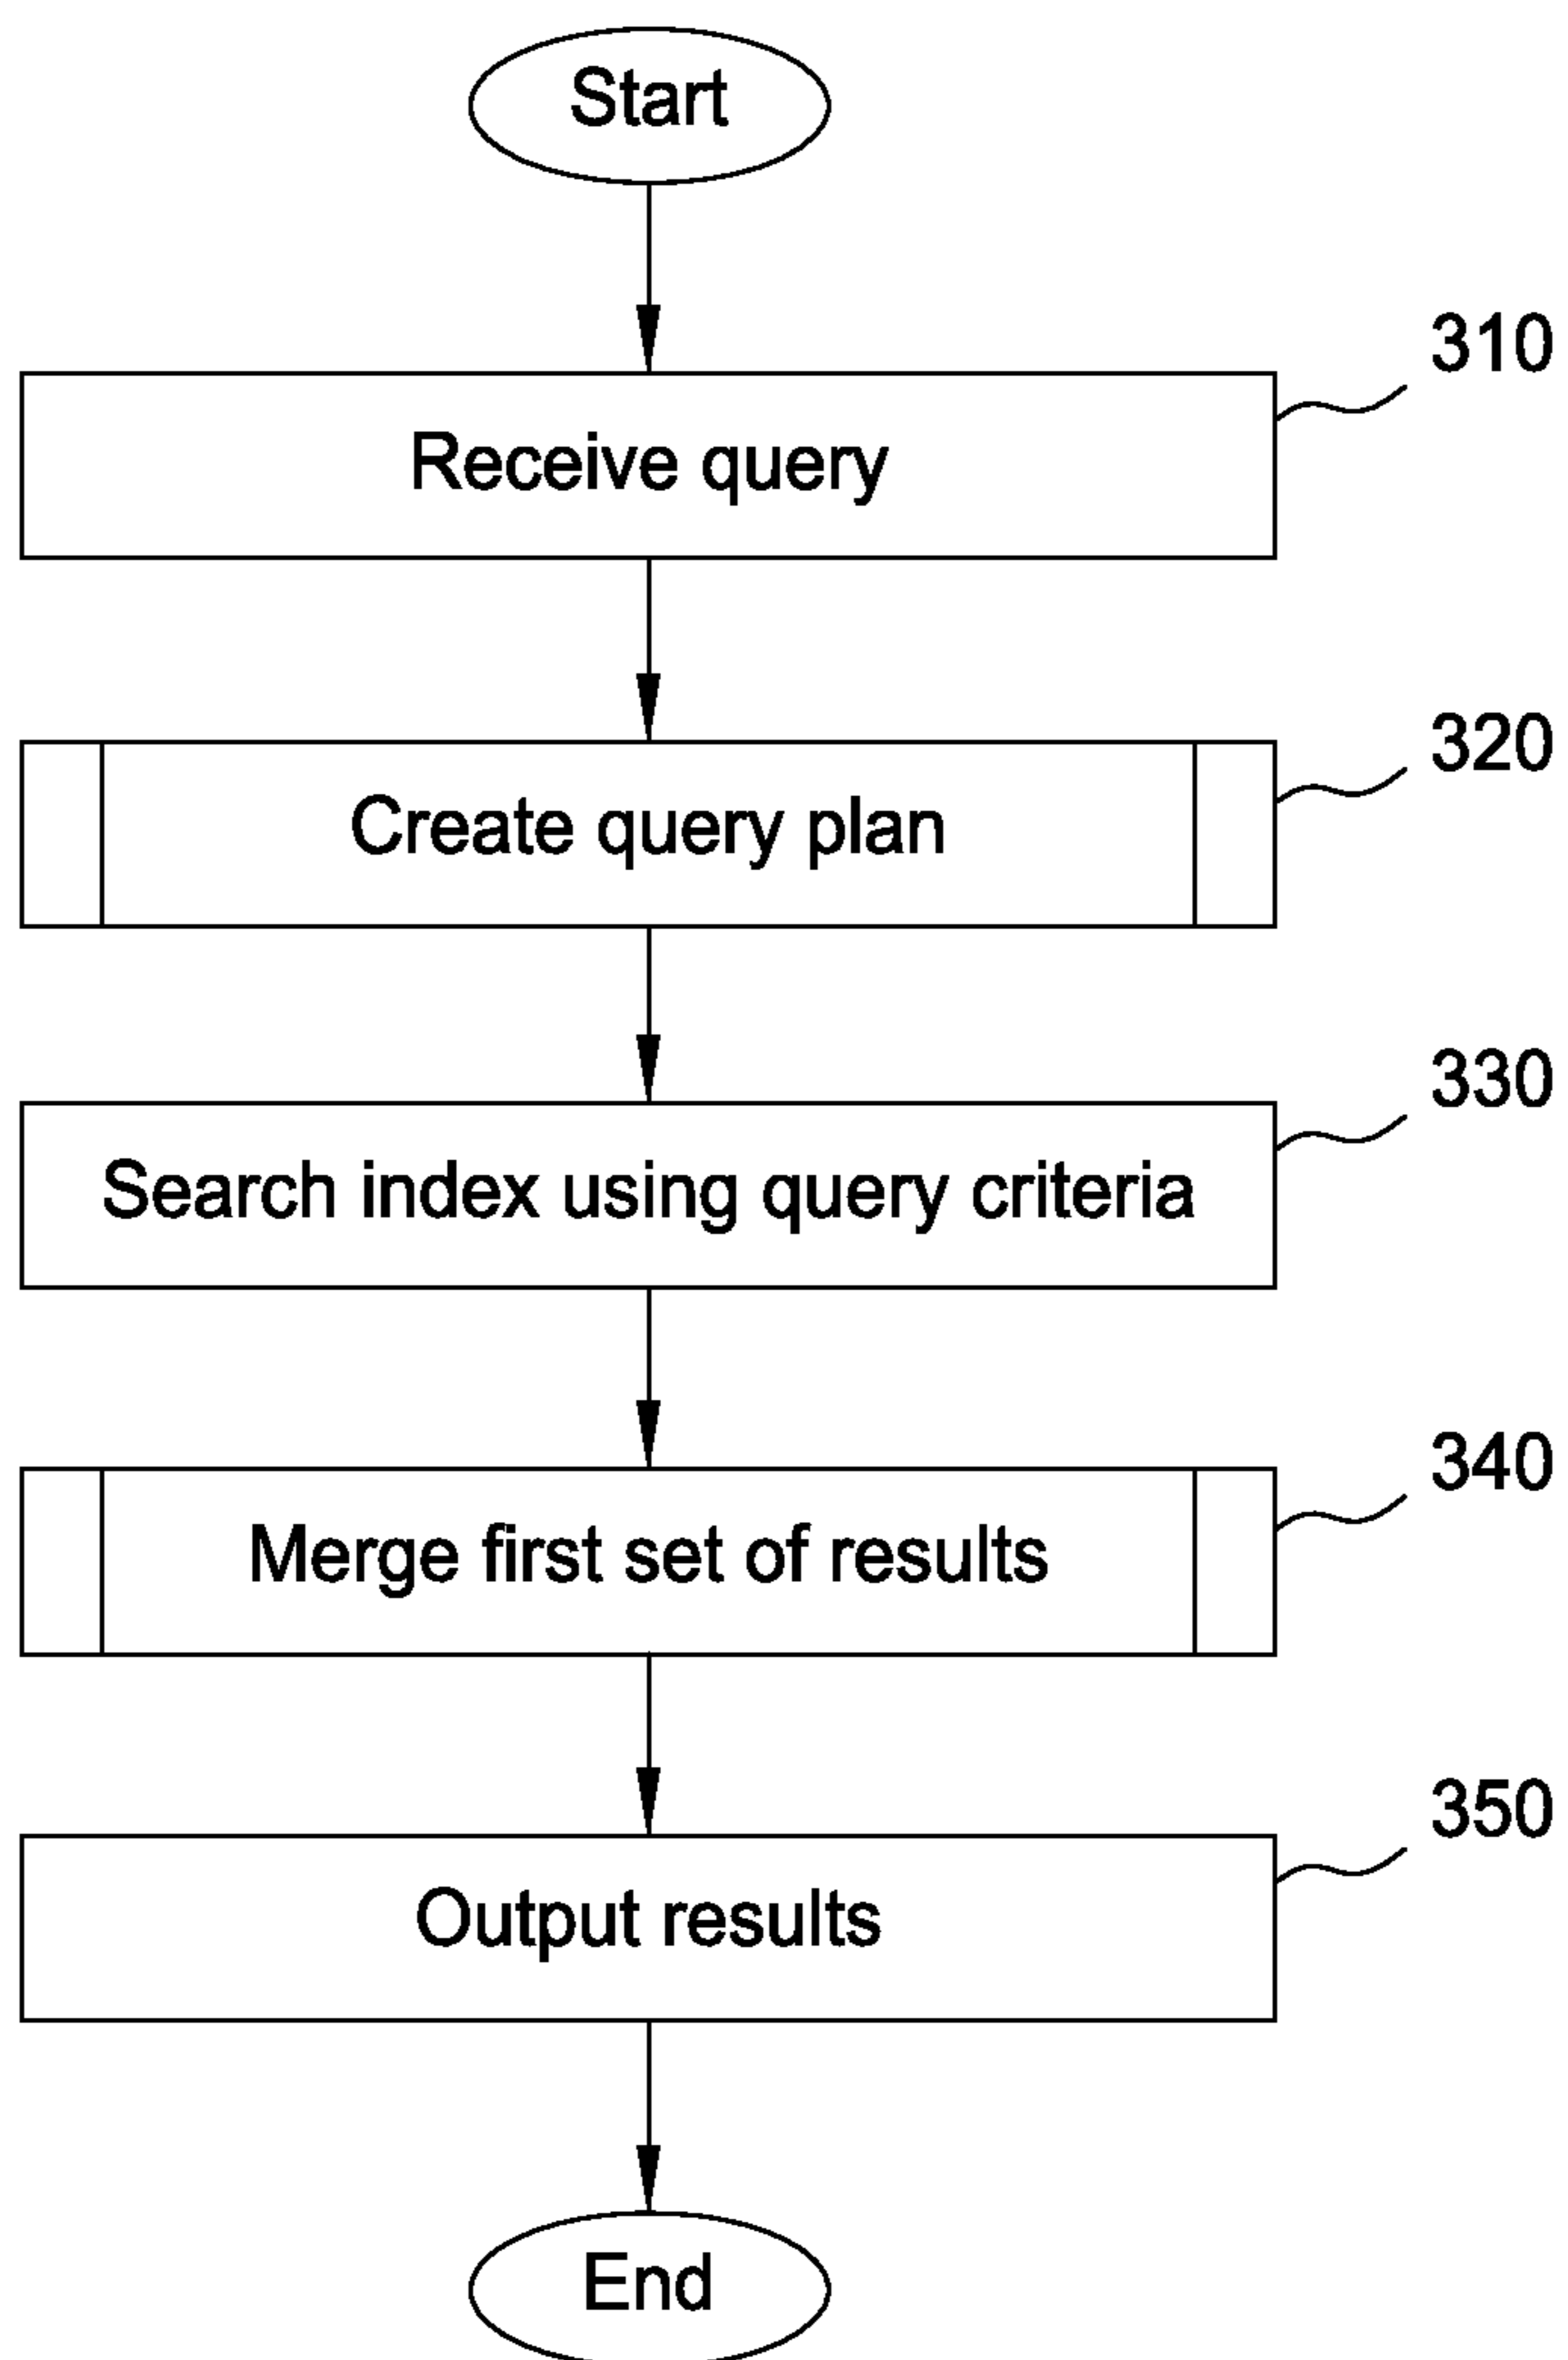 Start
310
Receive query
320
Create query plan
330
Search index using query criteria
340
Merge first set of results
350
Output results
End